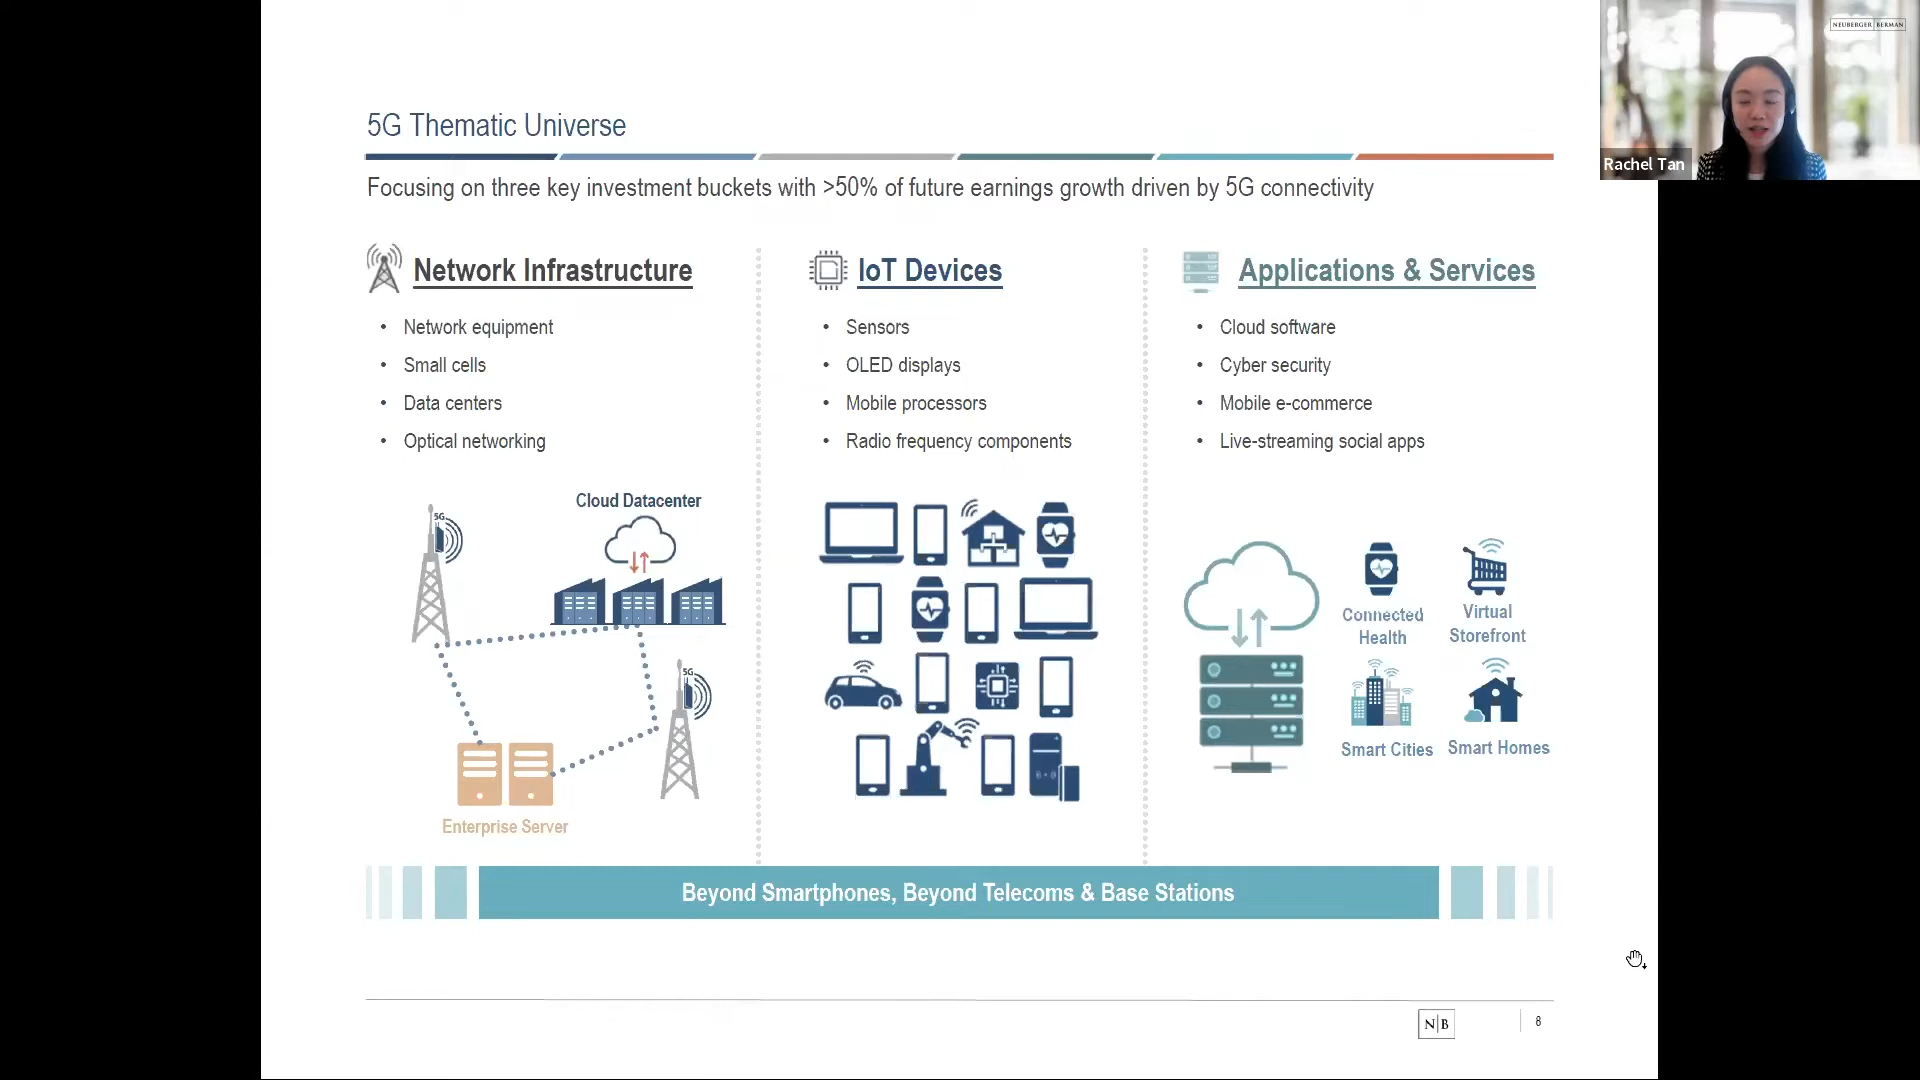 NEUBERGER BERMAN
Rachel Tan
5G Thematic Universe
Focusing on three key investment buckets with >50% of future earnings growth driven by 5G connectivity
Network Infrastructure
• Network equipment
• Small cells
• Data centers
• Optical networking
5G
Cloud Datacenter
5G
Enterprise Server
IoT Devices
• Sensors
• OLED displays
• Mobile processors
• Radio frequency components
Applications & Services
• Cloud software
• Cyber security
• Mobile e-commerce
• Live-streaming social apps
Connected
Health
Virtual
Storefront
Smart Cities
Smart Homes
Beyond Smartphones, Beyond Telecoms & Base Stations
N|B
8